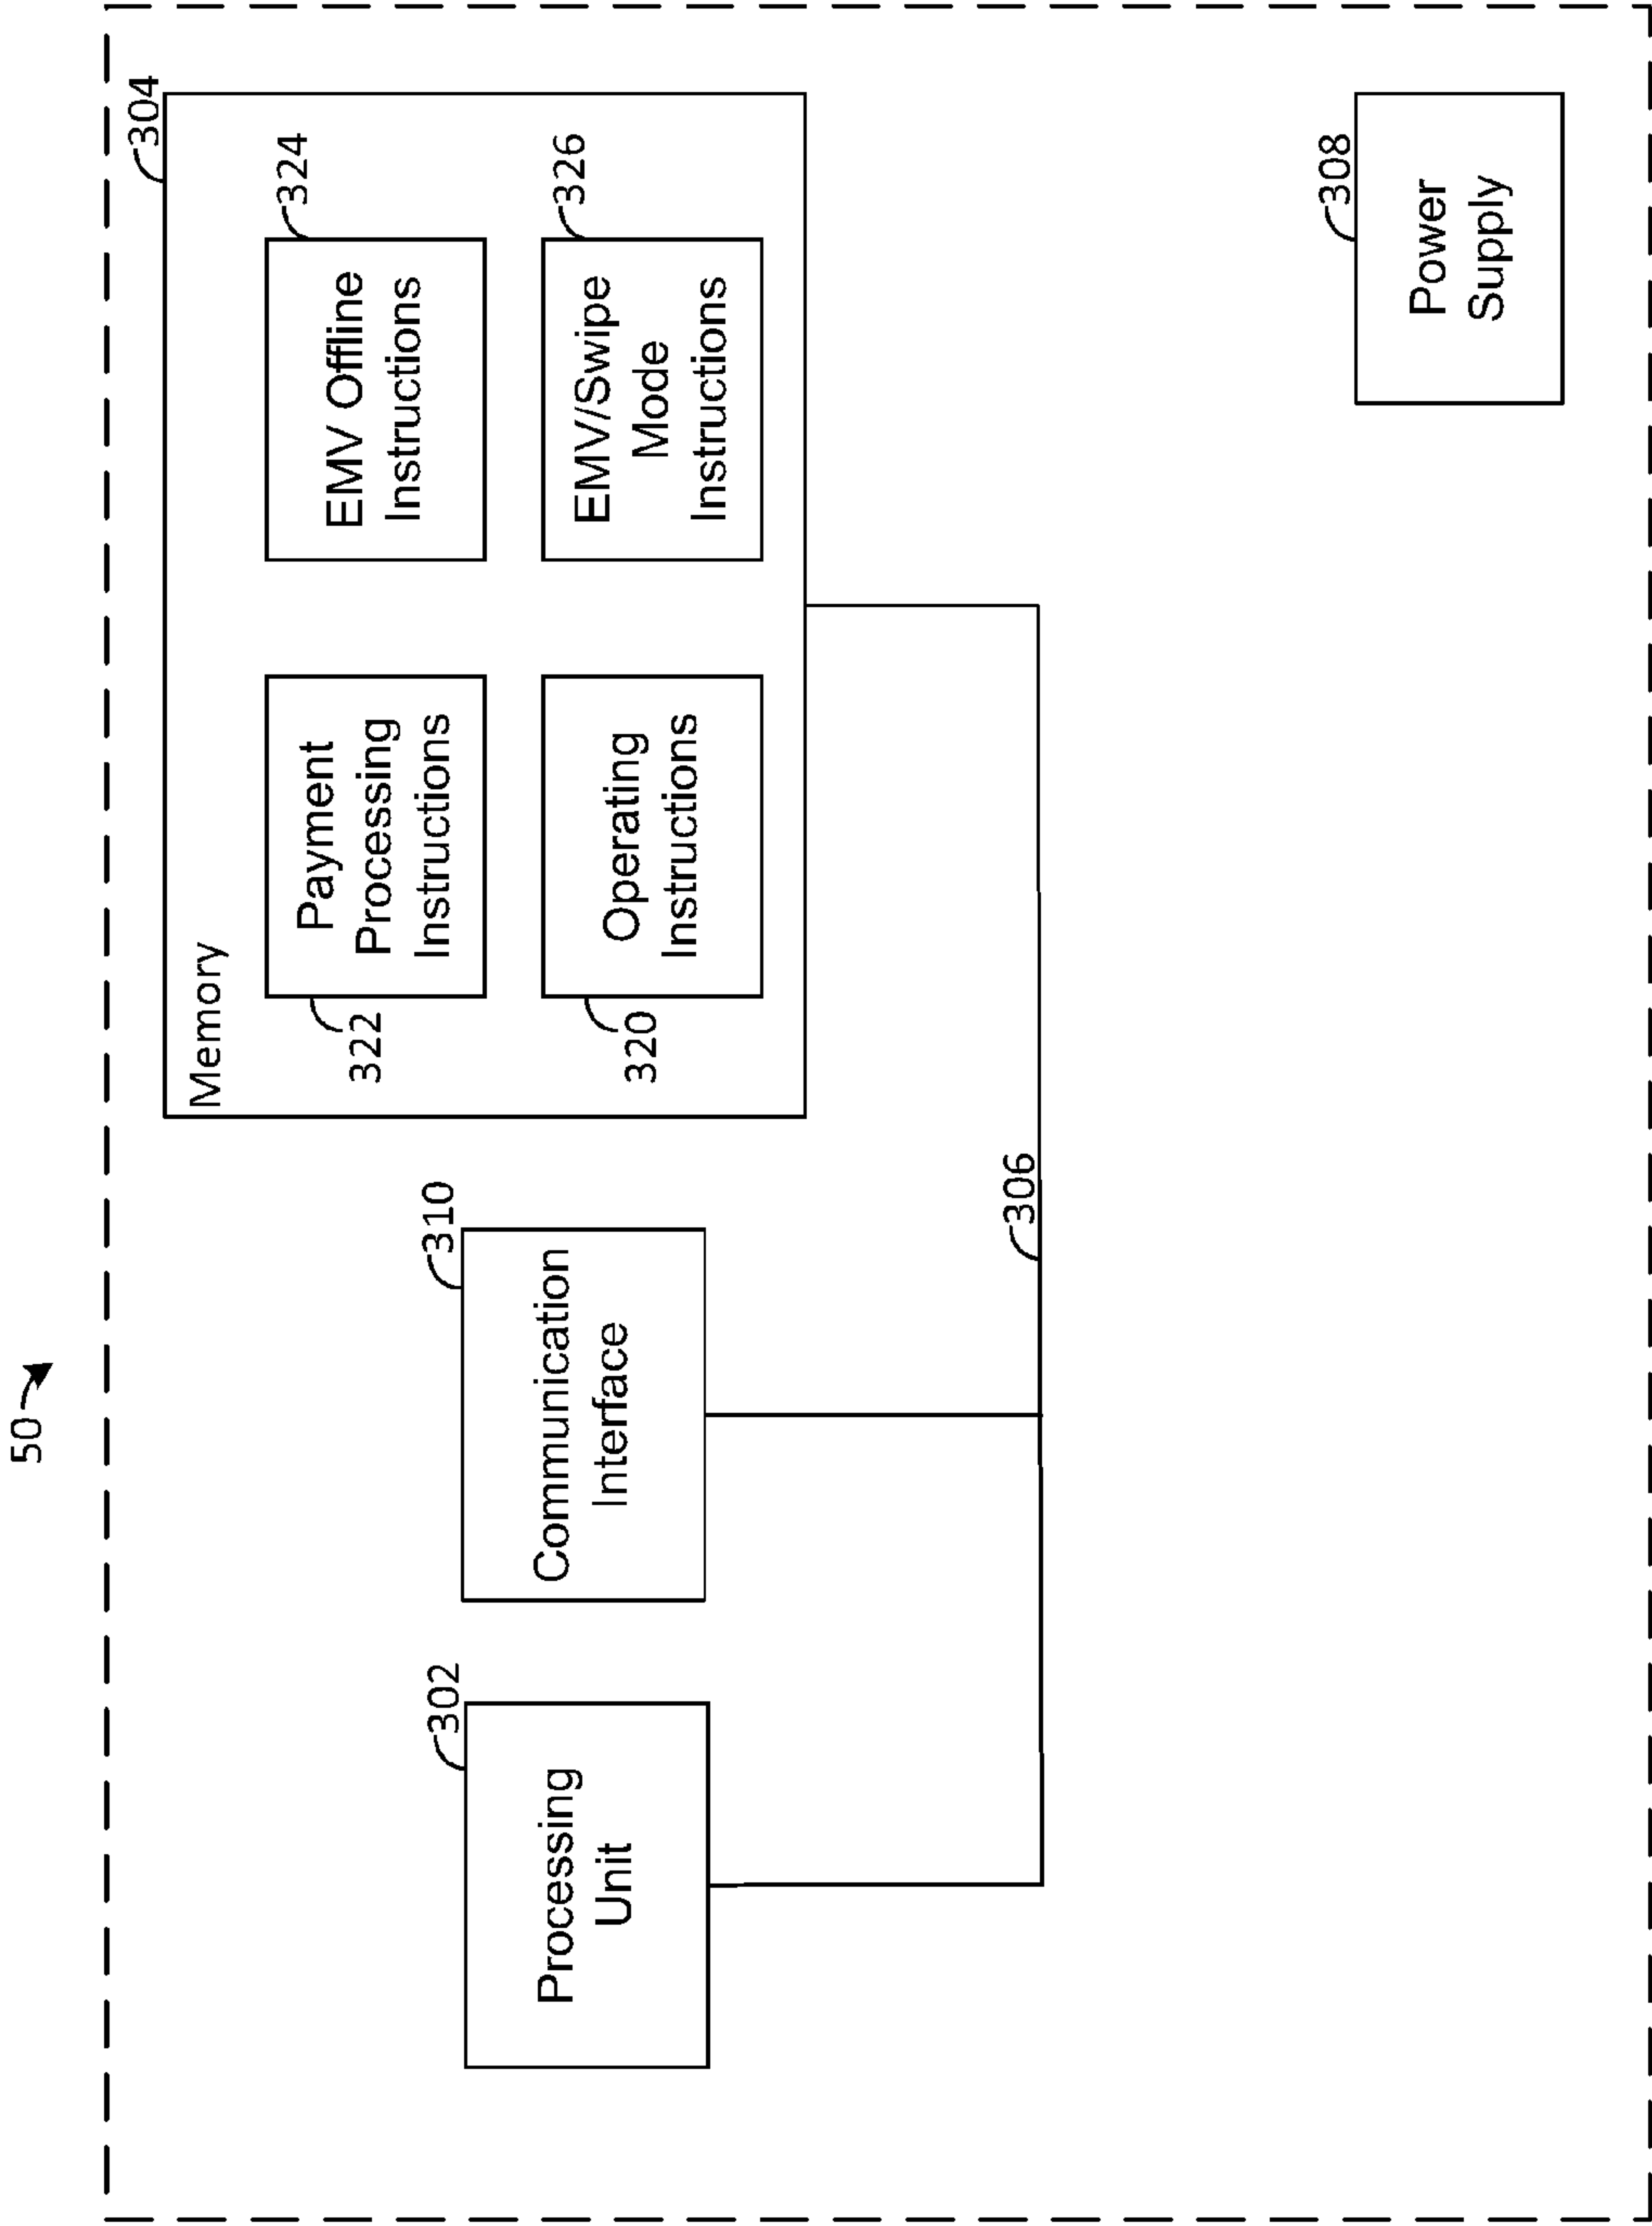 50
304
Memory
322
Payment
Processing
Instructions
324
EMV Offline
Instructions
320
Operating
Instructions
326
EMV/Swipe
Mode
Instructions
302
Processing
Unit
310
Communication
Interface
306
308
Power
Supply